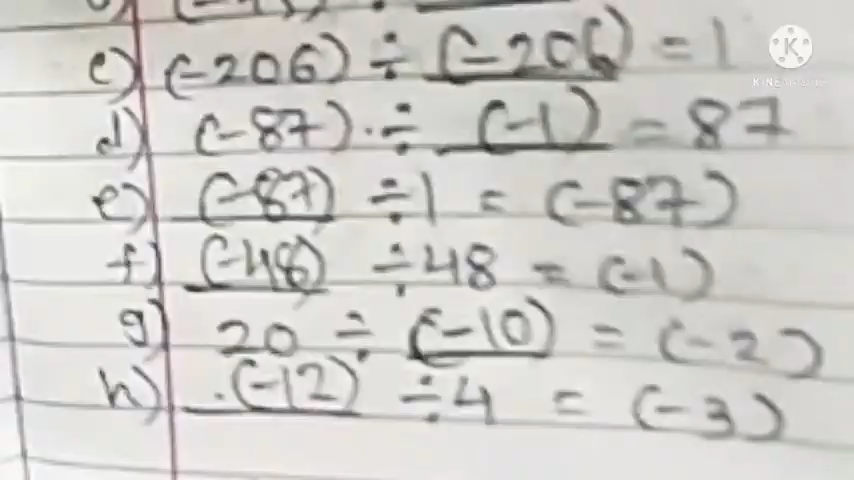 c) (-206) ÷ (-206) = 1
d) (-87) ÷ (-1) = 87
e) (-87) ÷ 1 = (-87)
f) (-48) ÷ 48 = (-1)
g) 20 ÷ (-10) = (-2)
h) (-12) ÷ 4 = (-3)
K